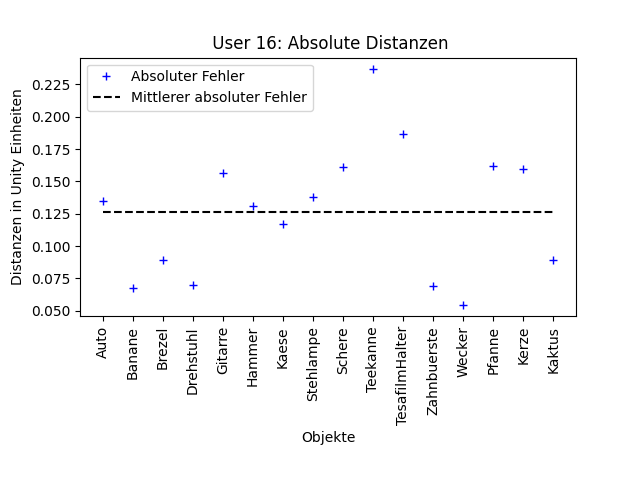 User 16: Absolute Distanzen
Absoluter Fehler
Mittlerer absoluter Fehler
Distanzen in Unity Einheiten
0.225
0.200
0.175
0.150
0.125
0.100
0.075
0.050
Auto
Banane
Brezel
Drehstuhl
Gitarre
Hammer
Kaese
Stehlampe
Schere
Teekanne
TesafilmHalter
Zahnbuerste
Wecker
Pfanne
Kerze
Kaktus
Objekte